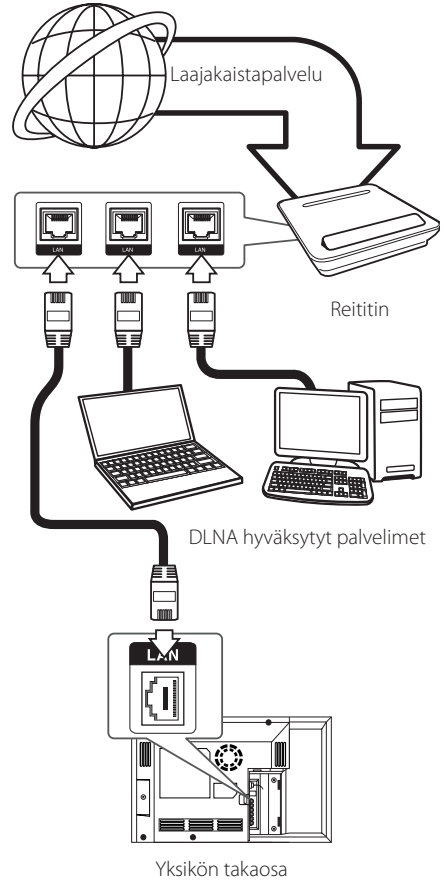 Laajakaistapalvelu
LAN LAN LAN
Reititin
DLNA hyväksytyt palvelimet
LAN
Yksikön takaosa